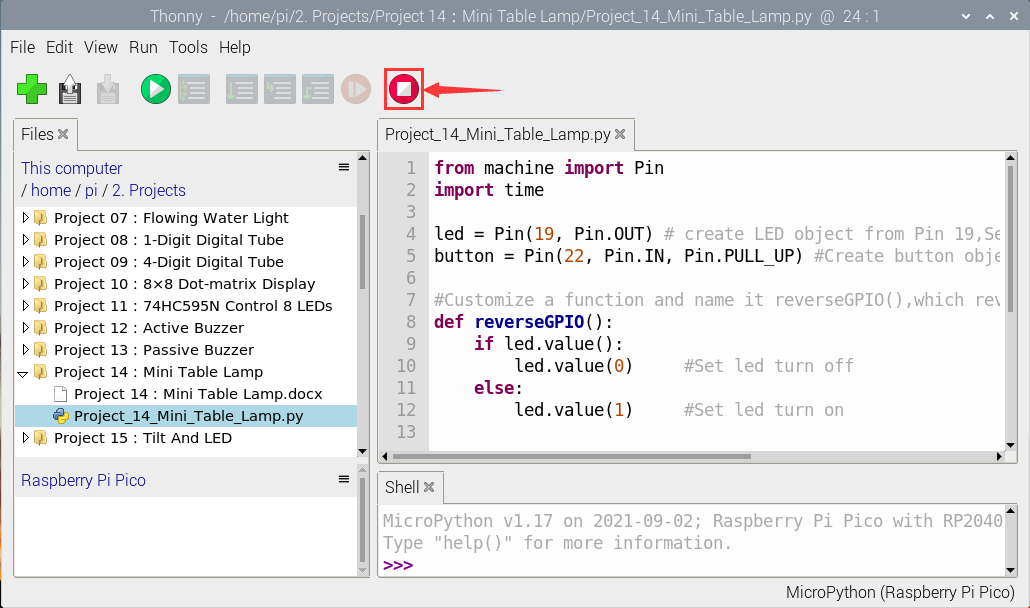 Thonny - /home/pi/2. Projects/Project 14 : Mini Table Lamp/Project_14_Mini_Table_Lamp.py @ 24 : 1
File Edit View Run Tools Help
Files
This computer
/ home / pi / 2. Projects
Project 07 : Flowing Water Light
Project 08 : 1-Digit Digital Tube
Project 09 : 4-Digit Digital Tube
Project 10 : 8×8 Dot-matrix Display
Project 11 : 74HC595N Control 8 LEDs
Project 12 : Active Buzzer
Project 13 : Passive Buzzer
Project 14 : Mini Table Lamp
Project 14 : Mini Table Lamp.docx
Project_14_Mini_Table_Lamp.py
Project 15 : Tilt And LED
Raspberry Pi Pico
Project_14_Mini_Table_Lamp.py
1 from machine import Pin
2 import time
3
4 led = Pin(19, Pin.OUT) # create LED object from Pin 19,Se
5 button = Pin(22, Pin.IN, Pin.PULL_UP) #Create button obje
6
7 #Customize a function and name it reverseGPIO(),which rev
8 def reverseGPIO():
9 if led.value():
10 led.value(0) #Set led turn off
11 else:
12 led.value(1) #Set led turn on
13
Shell
MicroPython v1.17 on 2021-09-02; Raspberry Pi Pico with RP2040
Type "help()" for more information.
>>>
MicroPython (Raspberry Pi Pico)